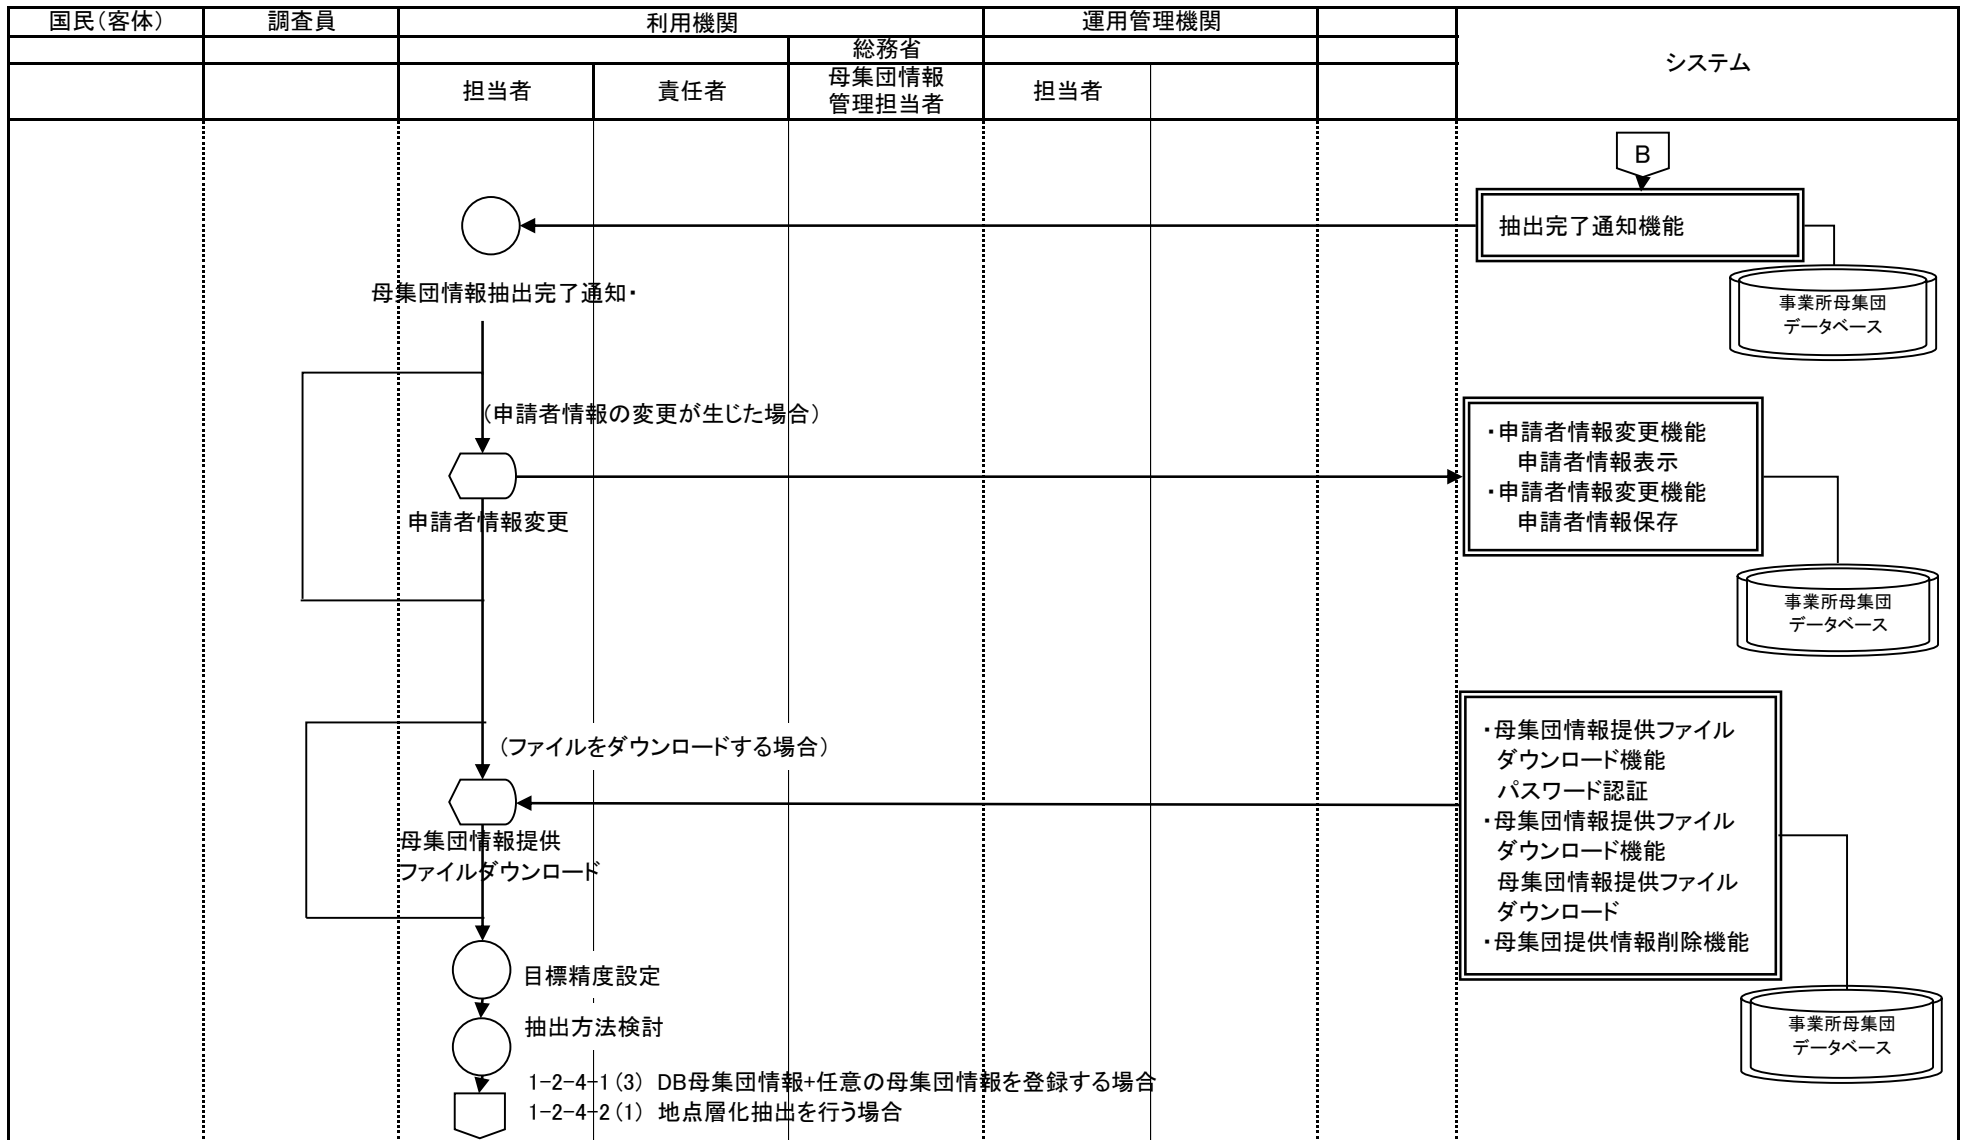 国民（客体）
調査員
利用機関
運用管理機関
システム
総務省
担当者
責任者
母集団情報
管理担当者
担当者
B
抽出完了通知機能
母集団情報抽出完了通知・
事業所母集団
データベース
（申請者情報の変更が生じた場合）
・申請者情報変更機能
申請者情報表示
・申請者情報変更機能
申請者情報保存
申請者情報変更
事業所母集団
データベース
（ファイルをダウンロードする場合）
・母集団情報提供ファイル
ダウンロード機能
パスワード認証
・母集団情報提供ファイル
ダウンロード機能
母集団情報提供ファイル
ダウンロード
・母集団提供情報削除機能
母集団情報提供
ファイルダウンロード
目標精度設定
抽出方法検討
事業所母集団
データベース
1-2-4-1(3) DB母集団情報+任意の母集団情報を登録する場合
1-2-4-2(1) 地点層化抽出を行う場合